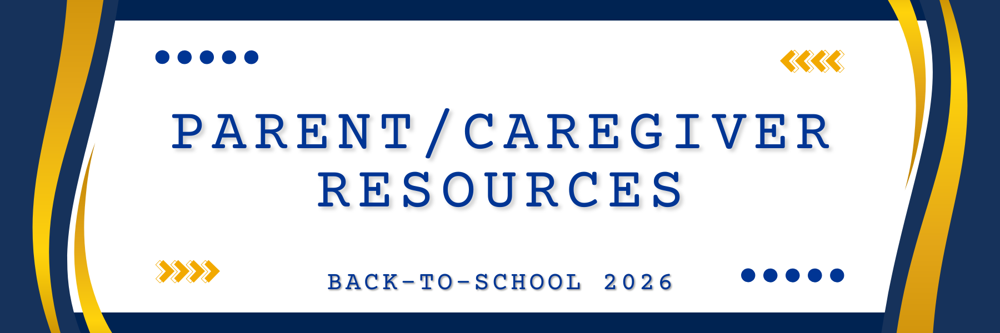 PARENT/CAREGIVER
RESOURCES
BACK-TO-SCHOOL 2026